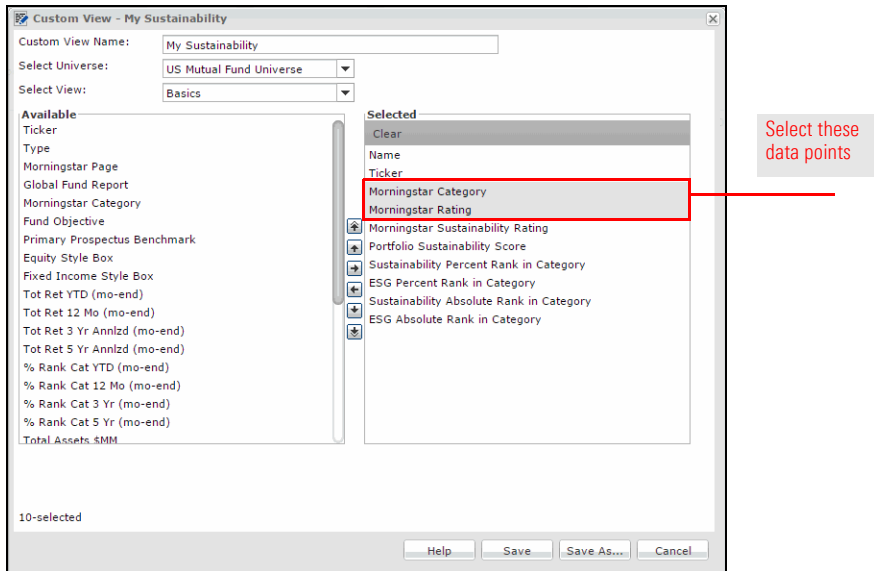 Custom View - My Sustainability
Custom View Name:
My Sustainability
Select Universe:
US Mutual Fund Universe
Select View:
Basics
Available
Ticker
Type
Morningstar Page
Global Fund Report
Morningstar Category
Fund Objective
Primary Prospectus Benchmark
Equity Style Box
Fixed Income Style Box
Tot Ret YTD (mo-end)
Tot Ret 12 Mo (mo-end)
Tot Ret 3 Yr Annlzd (mo-end)
Tot Ret 5 Yr Annlzd (mo-end)
% Rank Cat YTD (mo-end)
% Rank Cat 12 Mo (mo-end)
% Rank Cat 3 Yr (mo-end)
% Rank Cat 5 Yr (mo-end)
Total Assets $MM
Selected
Clear
Name
Ticker
Morningstar Category
Morningstar Rating
Morningstar Sustainability Rating
Portfolio Sustainability Score
Sustainability Percent Rank in Category
ESG Percent Rank in Category
Sustainability Absolute Rank in Category
ESG Absolute Rank in Category
Select these
data points
10-selected
Help
Save
Save As...
Cancel